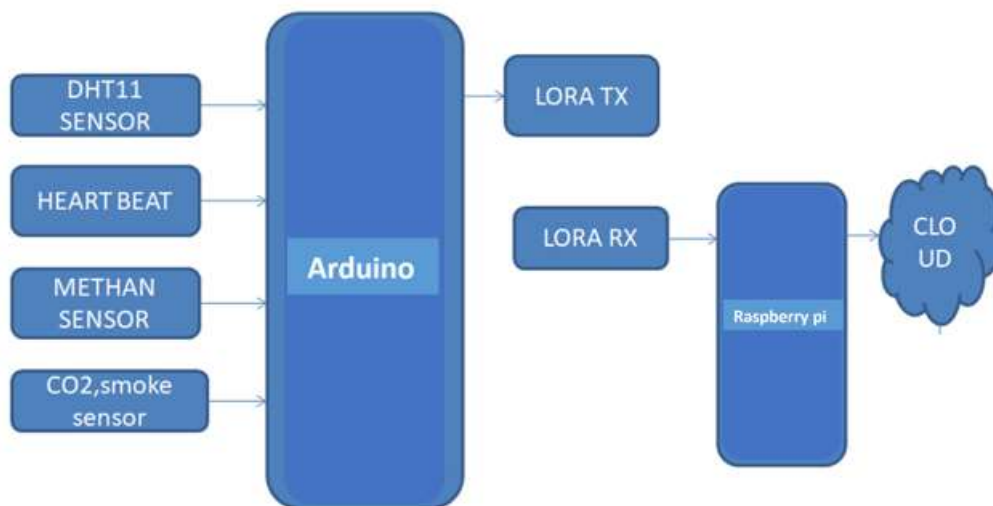 DHT11
SENSOR
HEART BEAT
METHAN
SENSOR
CO2,smoke
sensor
Arduino
LORA TX
LORA RX
Raspberry pi
CLO
UD